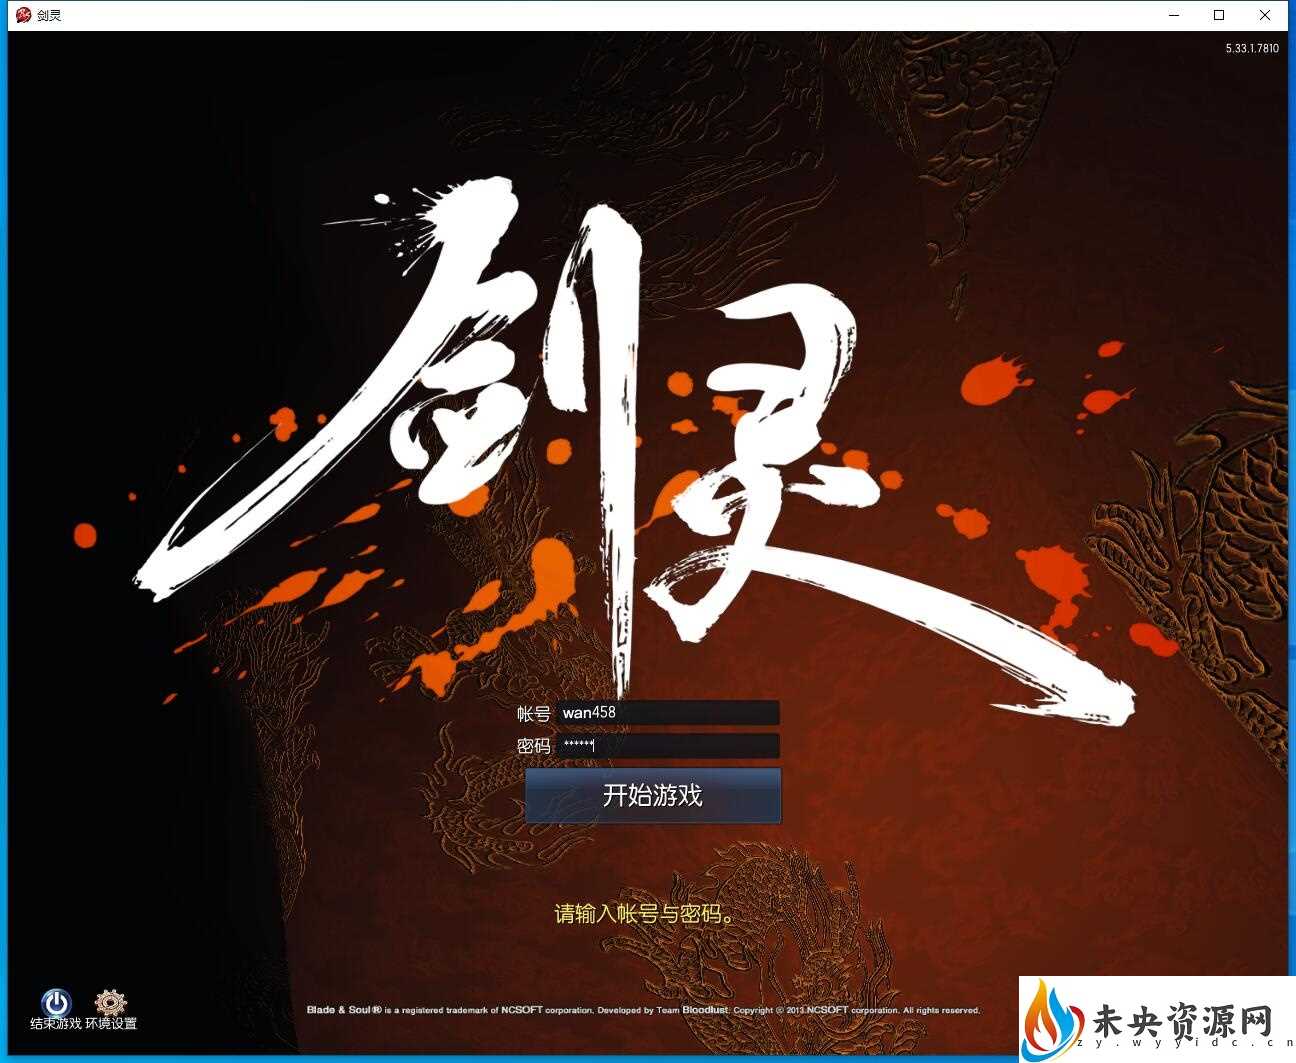 剑灵
5.33.1.7810
剑灵
帐号 wan458
密码 ******
开始游戏
请输入帐号与密码。
结束游戏 环境设置
Blade & Soul® is a registered trademark of NCSOFT corporation. Developed by Team Bloodlust. Copyright © 2013 NCSOFT corporation. All rights reserved.
未央资源网
zy.wyyidc.cn